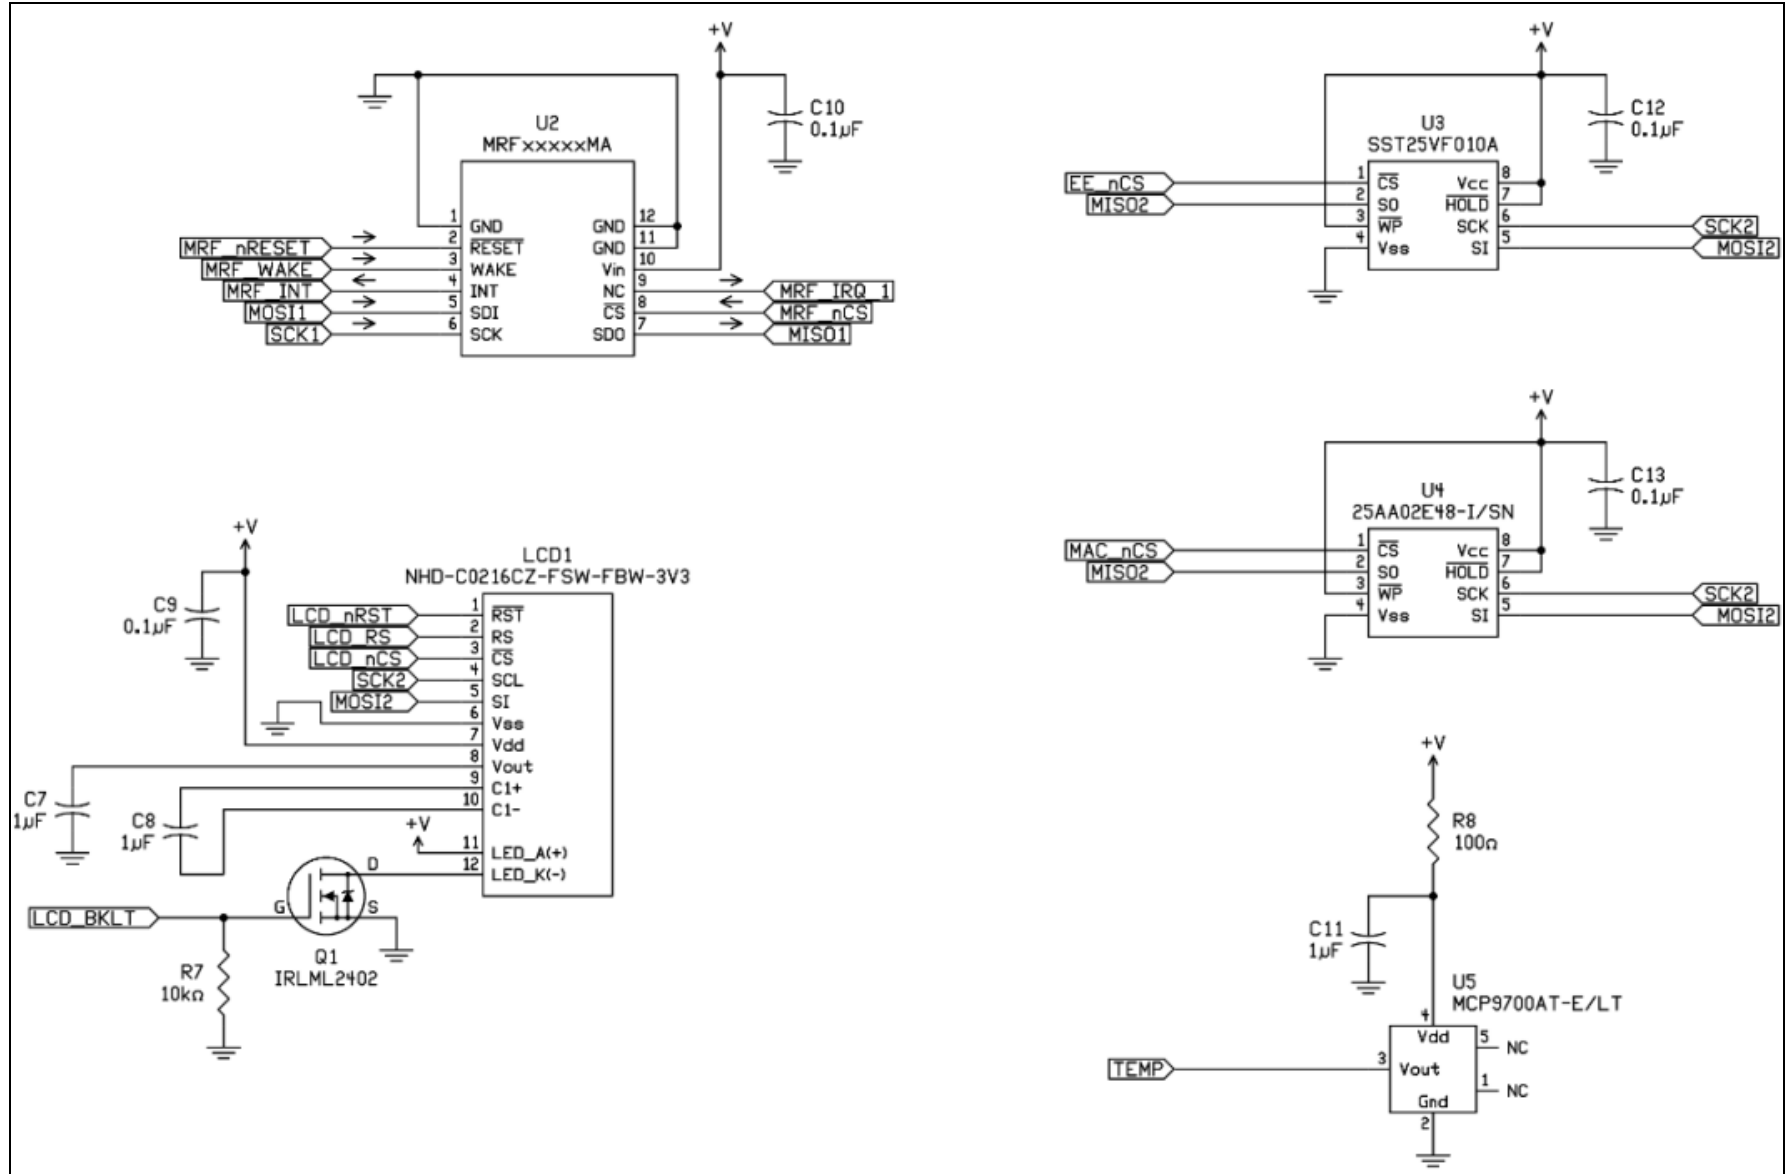 +V
C10
0.1µF
U2
MRFxxxxxMA
1 GND
2 RESET
3 WAKE
4 INT
5 SDI
6 SCK
12 GND
11 GND
10 Vin
9 NC
8 CS
7 SDO
MRF_nRESET
MRF_WAKE
MRF_INT
MOSI1
SCK1
MRF_IRQ_1
MRF_nCS
MISO1
+V
C12
0.1µF
U3
SST25VF010A
EE_nCS
MISO2
1 CS
2 SO
3 WP
4 Vss
8 Vcc
7 HOLD
6 SCK
5 SI
SCK2
MOSI2
+V
C13
0.1µF
U4
25AA02E48-I/SN
MAC_nCS
MISO2
1 CS
2 SO
3 WP
4 Vss
8 Vcc
7 HOLD
6 SCK
5 SI
SCK2
MOSI2
+V
C9
0.1µF
LCD1
NHD-C0216CZ-FSW-FBW-3V3
LCD_nRST
LCD_RS
LCD_nCS
SCK2
MOSI2
1 RST
2 RS
3 CS
4 SCL
5 SI
6 Vss
7 Vdd
8 Vout
9 C1+
10 C1-
11 LED_A(+)
12 LED_K(-)
C7
1µF
C8
1µF
+V
D
G
S
LCD_BKLT
Q1
IRLML2402
R7
10kΩ
+V
R8
100Ω
C11
1µF
U5
MCP9700AT-E/LT
4
Vdd
5 NC
TEMP
3
Vout
1 NC
Gnd
2